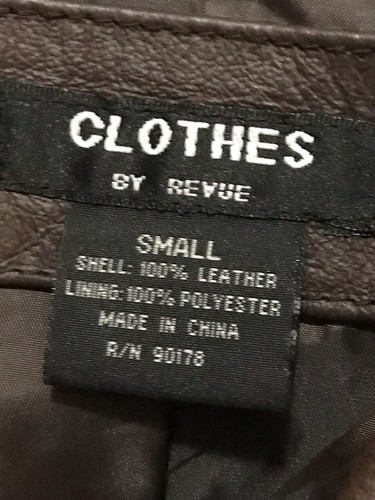 CLOTHES
BY REVUE
SMALL
SHELL: 100% LEATHER
LINING:100% POLYESTER
MADE IN CHINA
R/N 90178